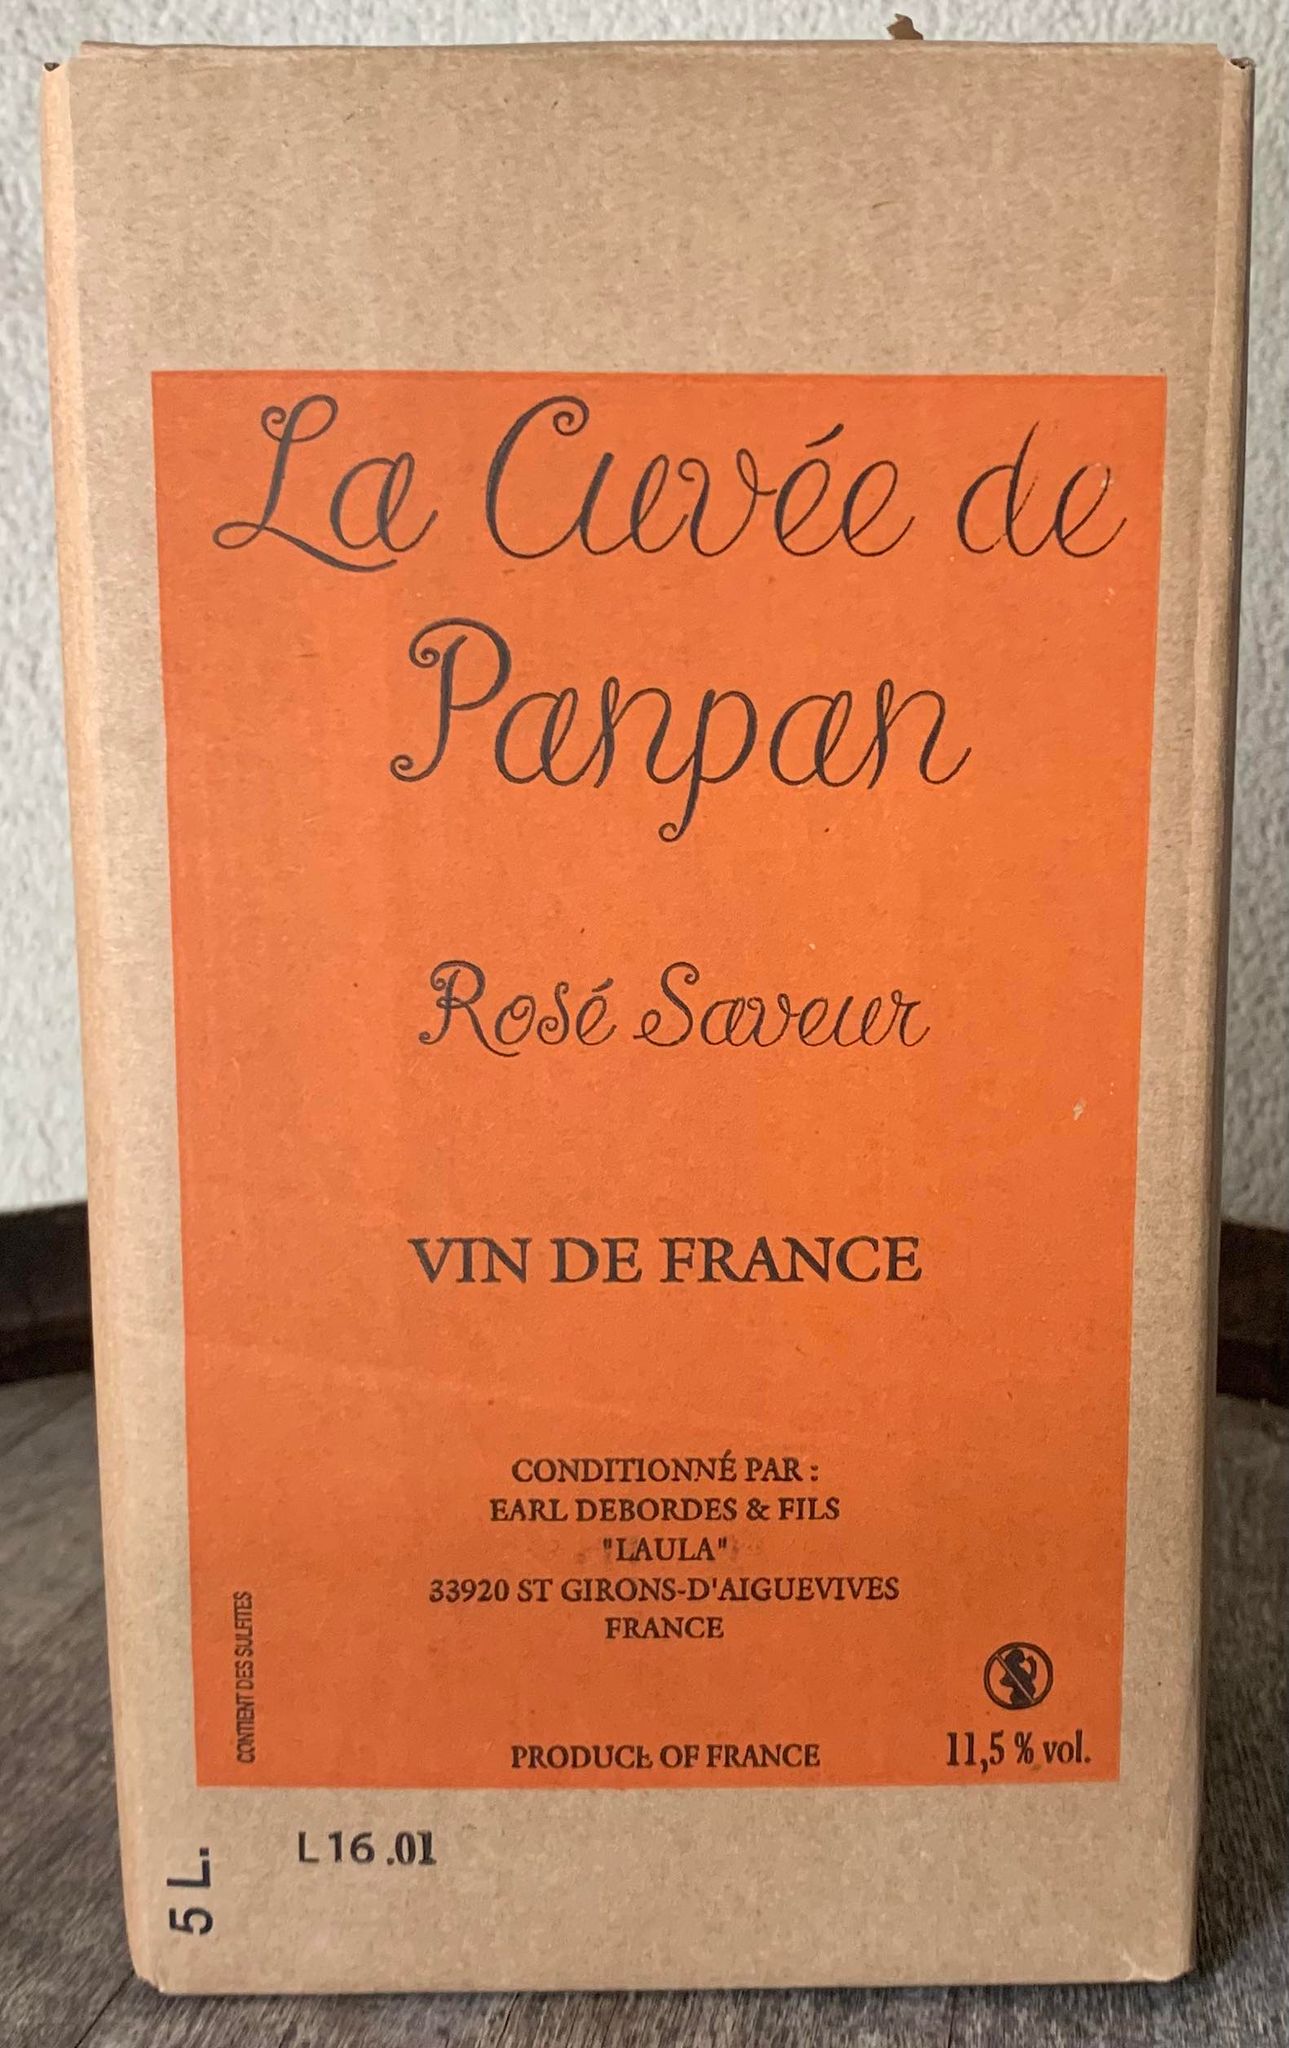 La Cuvée de
Panpan
Rosé Saveur
VIN DE FRANCE
CONDITIONNÉ PAR :
EARL DEBORDES & FILS
"LAULA"
33920 ST GIRONS-D'AIGUEVIVES
FRANCE
CONTIENT DES SULFITES
PRODUCt OF FRANCE
11,5 % vol.
5 L.
L16.01